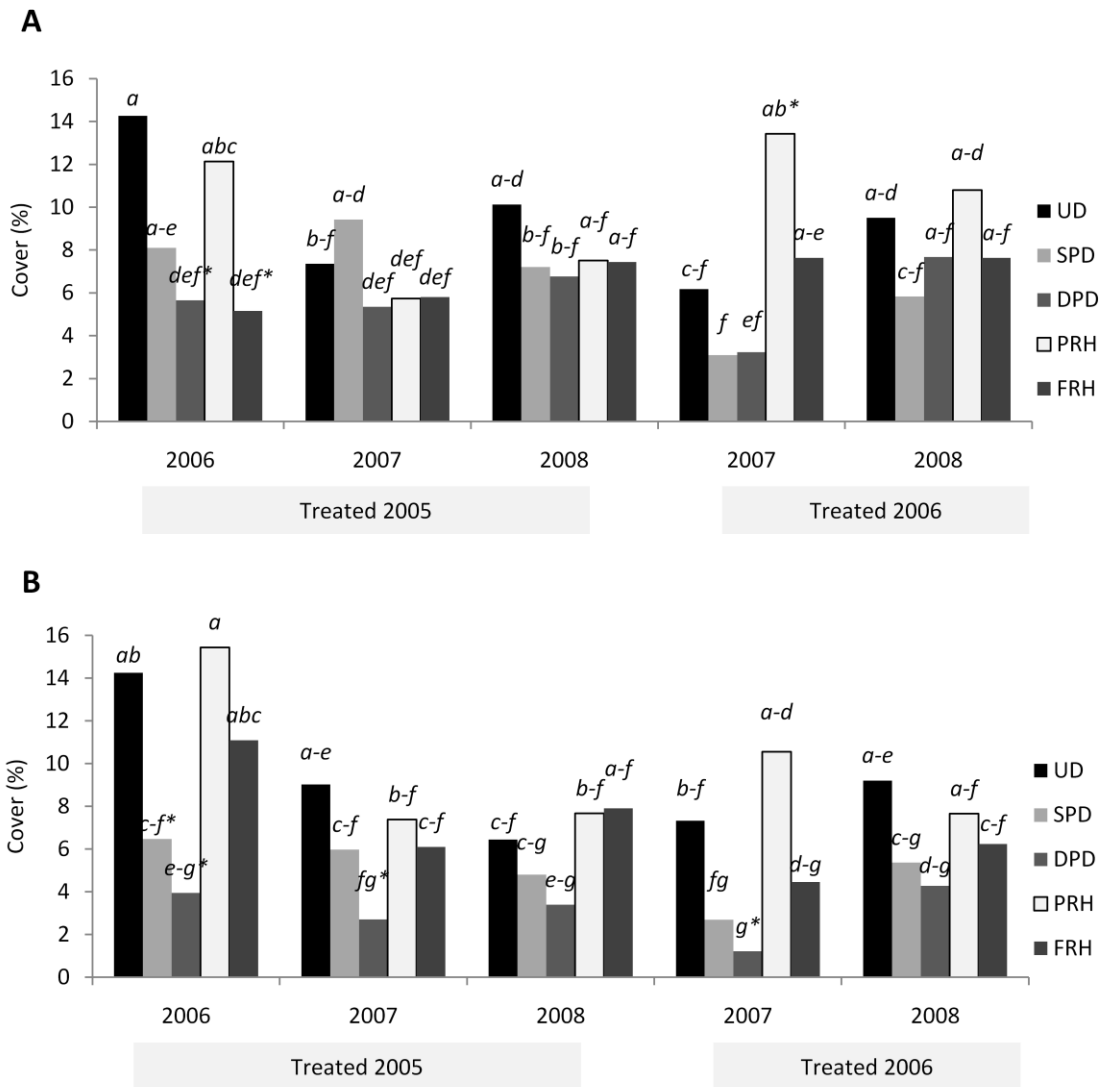 A
16
14
12
10
8
6
4
2
0
Cover (%)
a
a-e
def*
abc
def*
b-f
a-d
def
def
def
a-d
b-f
b-f
a-f
a-f
c-f
f
ef
ab*
a-e
a-d
c-f
a-f
a-d
a-f
UD
SPD
DPD
PRH
FRH
2006 2007 2008 2007 2008
Treated 2005 Treated 2006
B
16
14
12
10
8
6
4
2
0
Cover (%)
ab
c-f*
e-g*
a
abc
a-e
c-f
fg*
b-f
c-f
c-f
c-g
e-g
b-f
a-f
b-f
fg
g*
a-d
d-g
a-e
c-g
d-g
a-f
c-f
UD
SPD
DPD
PRH
FRH
2006 2007 2008 2007 2008
Treated 2005 Treated 2006